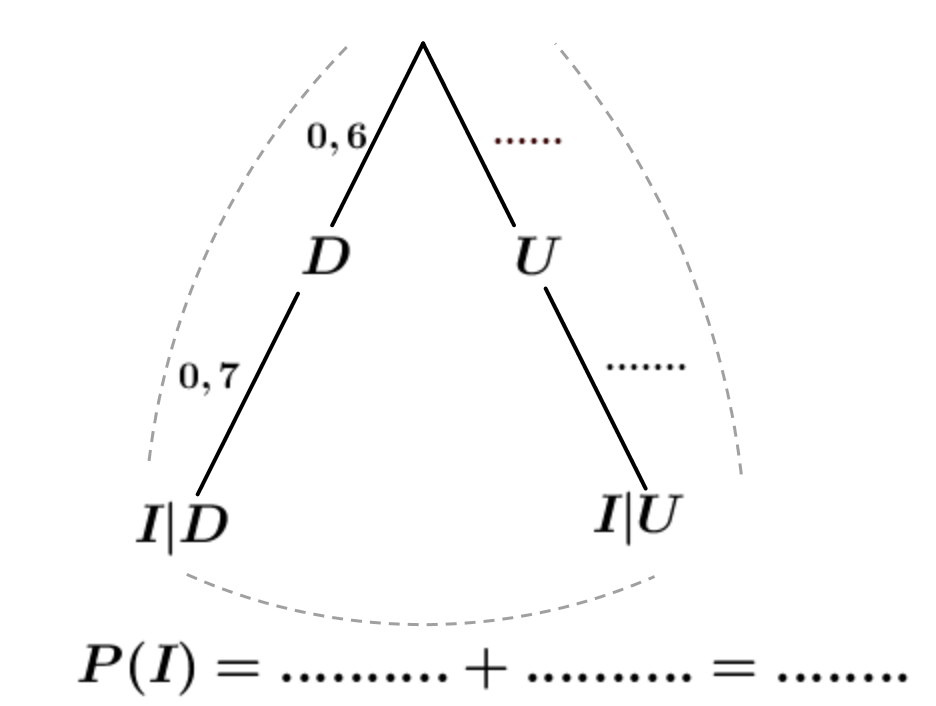 0, 6 ......
D U
0, 7 .......
I|D I|U
P(I) = .......... + .......... = ........